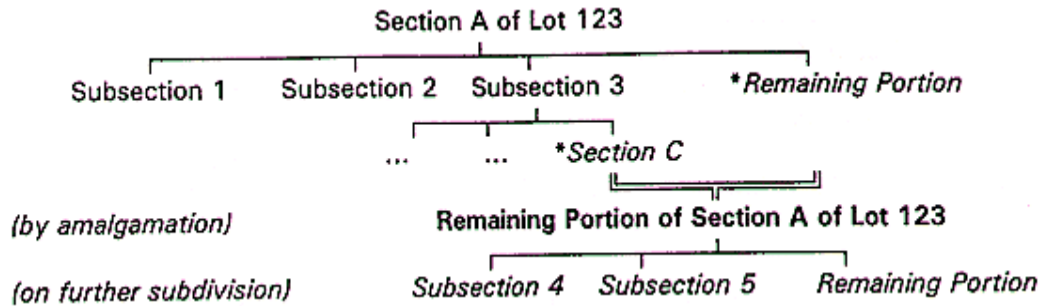 Section A of Lot 123
Subsection 1 Subsection 2 Subsection 3 *Remaining Portion
... ... *Section C
(by amalgamation) Remaining Portion of Section A of Lot 123
(on further subdivision) Subsection 4 Subsection 5 Remaining Portion